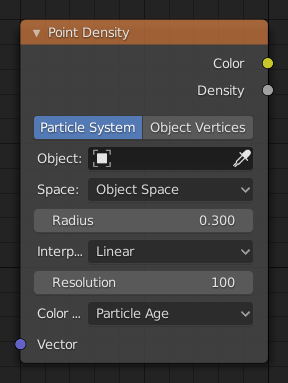 Point Density
Color
Density
Particle System Object Vertices
Object:
Space: Object Space
Radius 0.300
Interp... Linear
Resolution 100
Color ... Particle Age
Vector